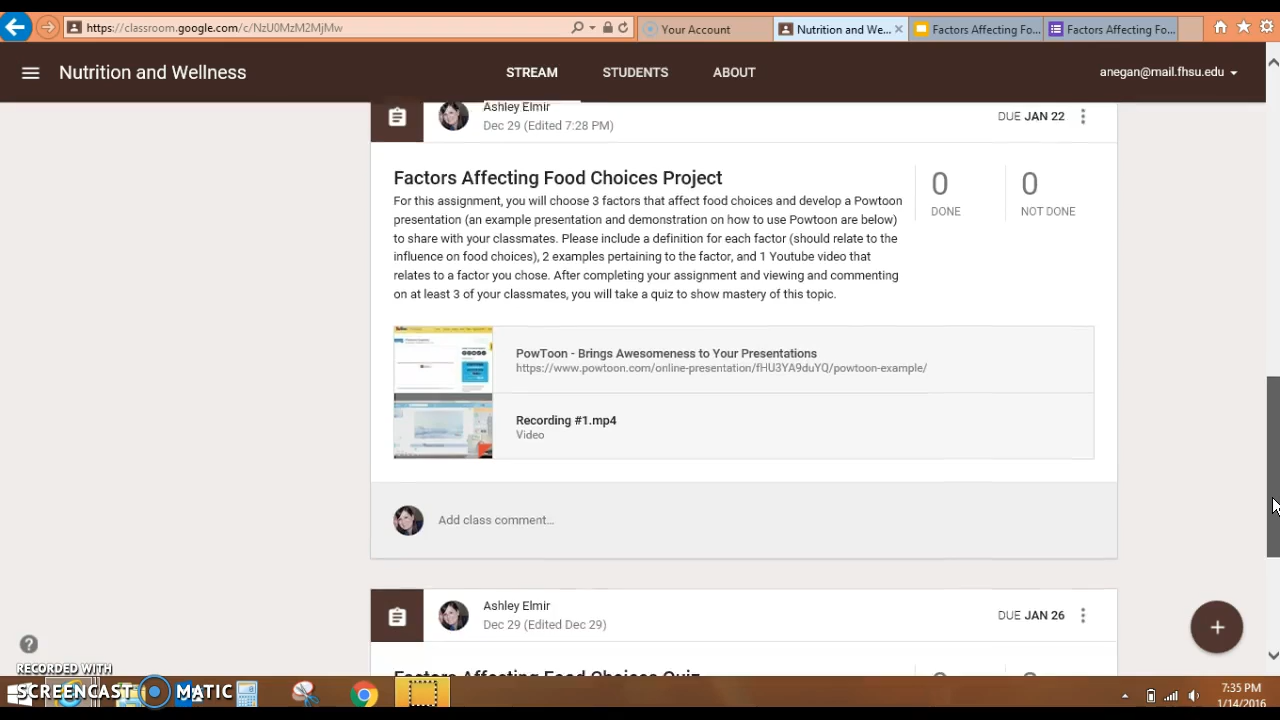 https://classroom.google.com/c/NzU0MzM2MjMw
Your Account
Nutrition and We...
Factors Affecting Fo...
Factors Affecting Fo...
Nutrition and Wellness
STREAM
STUDENTS
ABOUT
anegan@mail.fhsu.edu
Ashley Elmir
Dec 29 (Edited 7:28 PM)
DUE JAN 22
Factors Affecting Food Choices Project
For this assignment, you will choose 3 factors that affect food choices and develop a Powtoon
presentation (an example presentation and demonstration on how to use Powtoon are below)
to share with your classmates. Please include a definition for each factor (should relate to the
influence on food choices), 2 examples pertaining to the factor, and 1 Youtube video that
relates to a factor you chose. After completing your assignment and viewing and commenting
on at least 3 of your classmates, you will take a quiz to show mastery of this topic.
0
DONE
0
NOT DONE
PowToon - Brings Awesomeness to Your Presentations
https://www.powtoon.com/online-presentation/fHU3YA9duYQ/powtoon-example/
Recording #1.mp4
Video
Add class comment...
Ashley Elmir
Dec 29 (Edited Dec 29)
DUE JAN 26
Factors Affecting Food Choices Quiz
RECORDED WITH
SCREENCAST MATIC
7:35 PM
1/14/2016